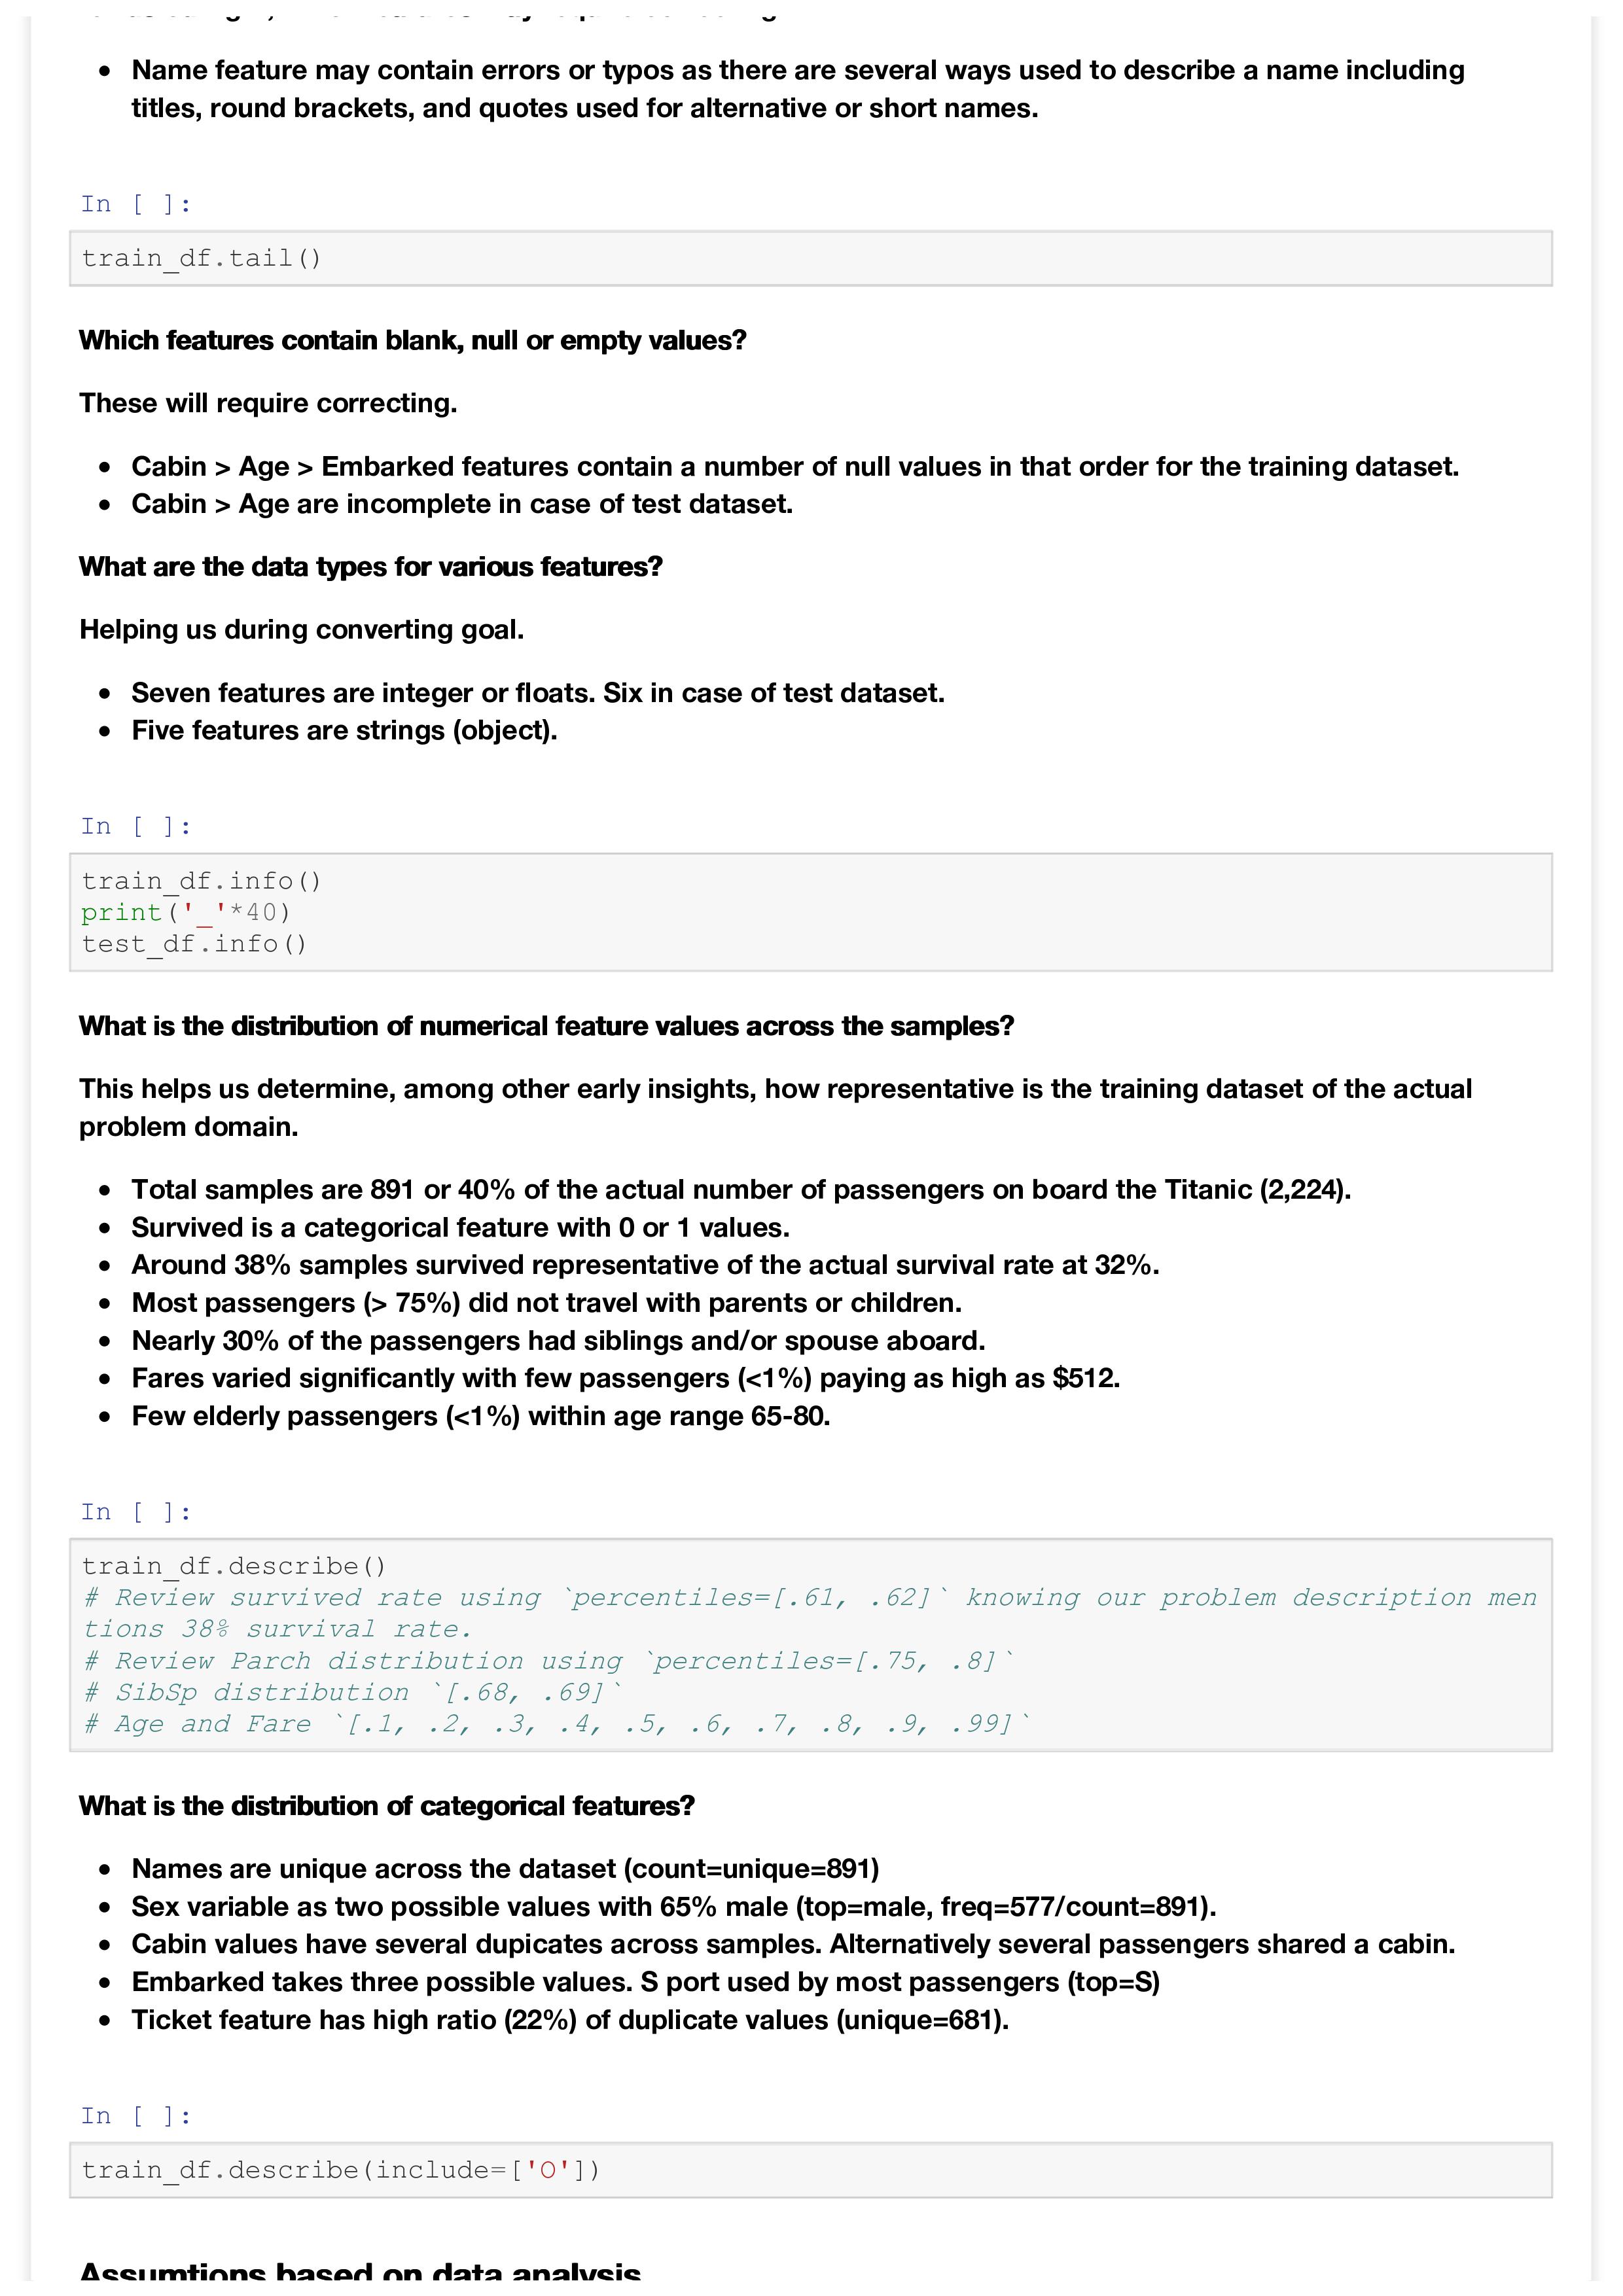 • Name feature may contain errors or typos as there are several ways used to describe a name including
titles, round brackets, and quotes used for alternative or short names.
In [ ]:
train_df.tail()
Which features contain blank, null or empty values?
These will require correcting.
• Cabin > Age > Embarked features contain a number of null values in that order for the training dataset.
• Cabin > Age are incomplete in case of test dataset.
What are the data types for various features?
Helping us during converting goal.
• Seven features are integer or floats. Six in case of test dataset.
• Five features are strings (object).
In [ ]:
train_df.info()
print('_'*40)
test_df.info()
What is the distribution of numerical feature values across the samples?
This helps us determine, among other early insights, how representative is the training dataset of the actual
problem domain.
• Total samples are 891 or 40% of the actual number of passengers on board the Titanic (2,224).
• Survived is a categorical feature with 0 or 1 values.
• Around 38% samples survived representative of the actual survival rate at 32%.
• Most passengers (> 75%) did not travel with parents or children.
• Nearly 30% of the passengers had siblings and/or spouse aboard.
• Fares varied significantly with few passengers (<1%) paying as high as $512.
• Few elderly passengers (<1%) within age range 65-80.
In [ ]:
train_df.describe()
# Review survived rate using `percentiles=[.61, .62]` knowing our problem description men
tions 38% survival rate.
# Review Parch distribution using `percentiles=[.75, .8]`
# SibSp distribution `[.68, .69]`
# Age and Fare `[.1, .2, .3, .4, .5, .6, .7, .8, .9, .99]`
What is the distribution of categorical features?
• Names are unique across the dataset (count=unique=891)
• Sex variable as two possible values with 65% male (top=male, freq=577/count=891).
• Cabin values have several dupicates across samples. Alternatively several passengers shared a cabin.
• Embarked takes three possible values. S port used by most passengers (top=S)
• Ticket feature has high ratio (22%) of duplicate values (unique=681).
In [ ]:
train_df.describe(include=['O'])
Assumtions based on data analysis